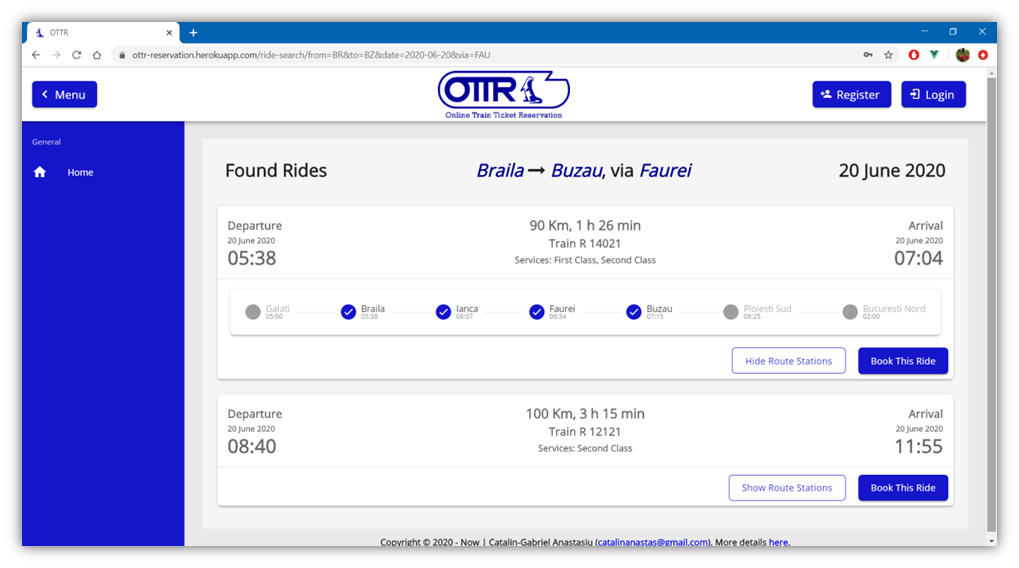 OTTR
ottr-reservation.herokuapp.com/ride-search/from=BR&to=BZ&date=2020-06-20&via=FAU
Menu
OTTR
Online Train Ticket Reservation
Register
Login
General
Home
Found Rides
Braila → Buzau, via Faurei
20 June 2020
Departure
20 June 2020
05:38
90 Km, 1 h 26 min
Train R 14021
Services: First Class, Second Class
Arrival
20 June 2020
07:04
Galati
05:00
Braila
05:38
Ianca
06:07
Faurei
06:34
Buzau
07:15
Ploiesti Sud
08:25
Bucuresti Nord
02:00
Hide Route Stations
Book This Ride
Departure
20 June 2020
08:40
100 Km, 3 h 15 min
Train R 12121
Services: Second Class
Arrival
20 June 2020
11:55
Show Route Stations
Book This Ride
Copyright © 2020 - Now | Catalin-Gabriel Anastasiu (catalinanastas@gmail.com). More details here.